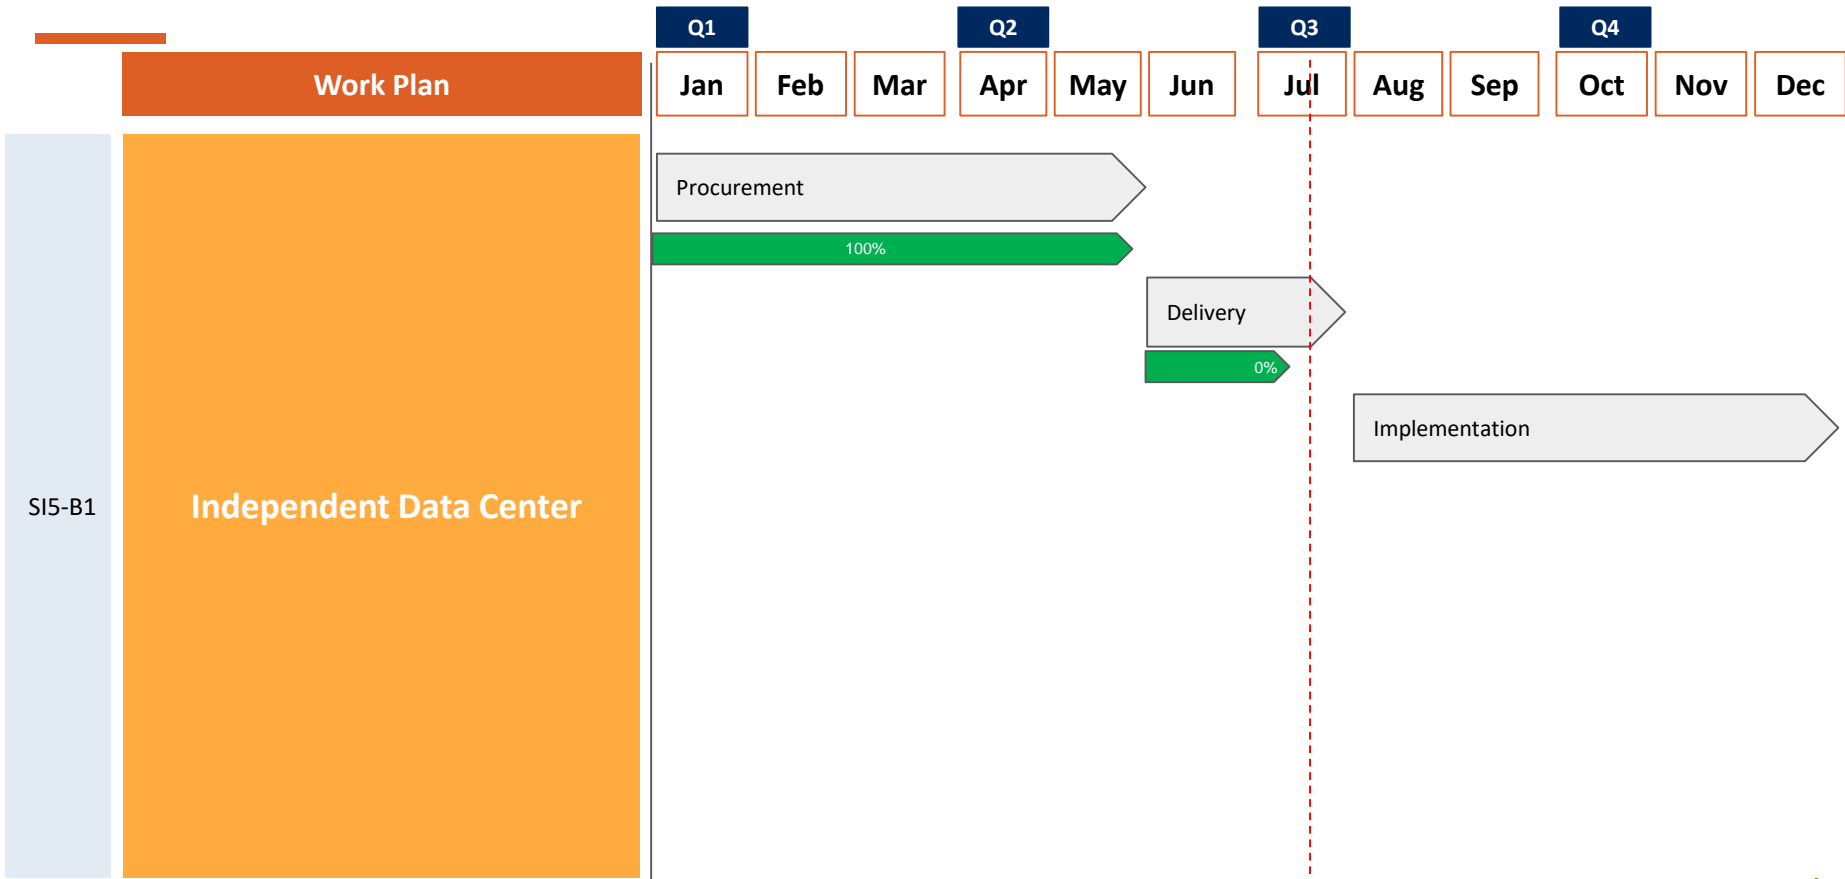 Q1 Q2 Q3 Q4
Work Plan Jan Feb Mar Apr May Jun Jul Aug Sep Oct Nov Dec
Procurement
100%
Delivery
0%
Implementation
SI5-B1 Independent Data Center